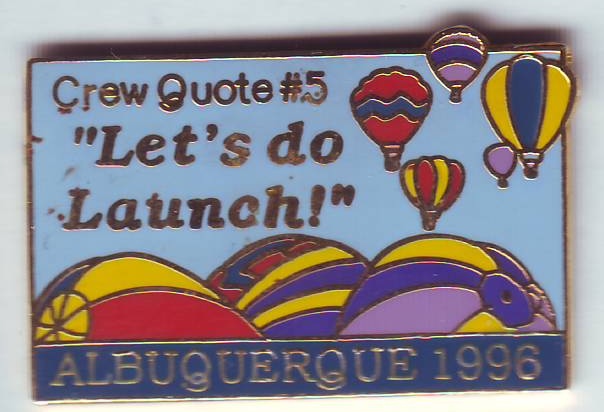 Crew Quote #5
"Let's do
Launch!"
ALBUQUERQUE 1996